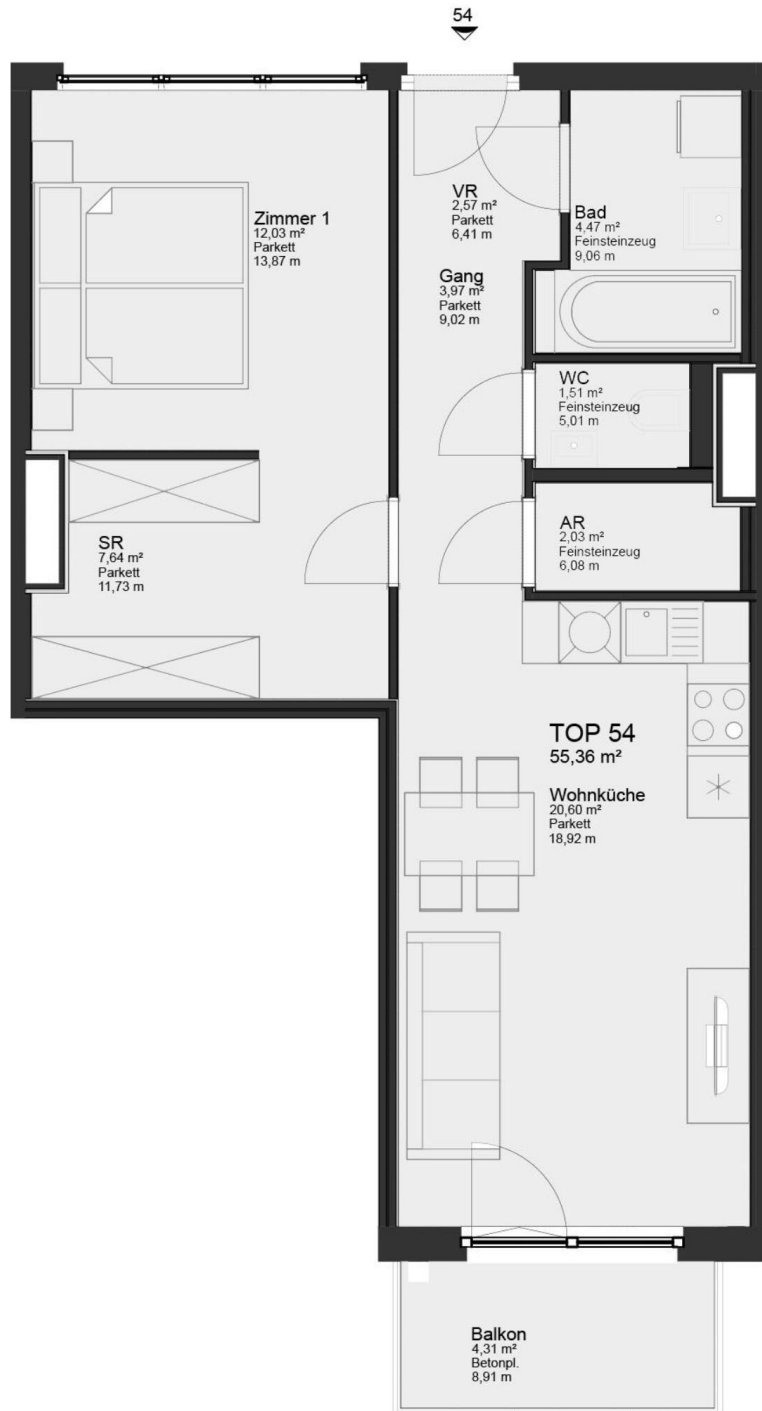 54
Zimmer 1
12,03 m²
Parkett
13,87 m
VR
2,57 m²
Parkett
6,41 m
Bad
4,47 m²
Feinsteinzeug
9,06 m
Gang
3,97 m²
Parkett
9,02 m
WC
1,51 m²
Feinsteinzeug
5,01 m
SR
7,64 m²
Parkett
11,73 m
AR
2,03 m²
Feinsteinzeug
6,08 m
TOP 54
55,36 m²
Wohnküche
20,60 m²
Parkett
18,92 m
Balkon
4,31 m²
Betonpl.
8,91 m